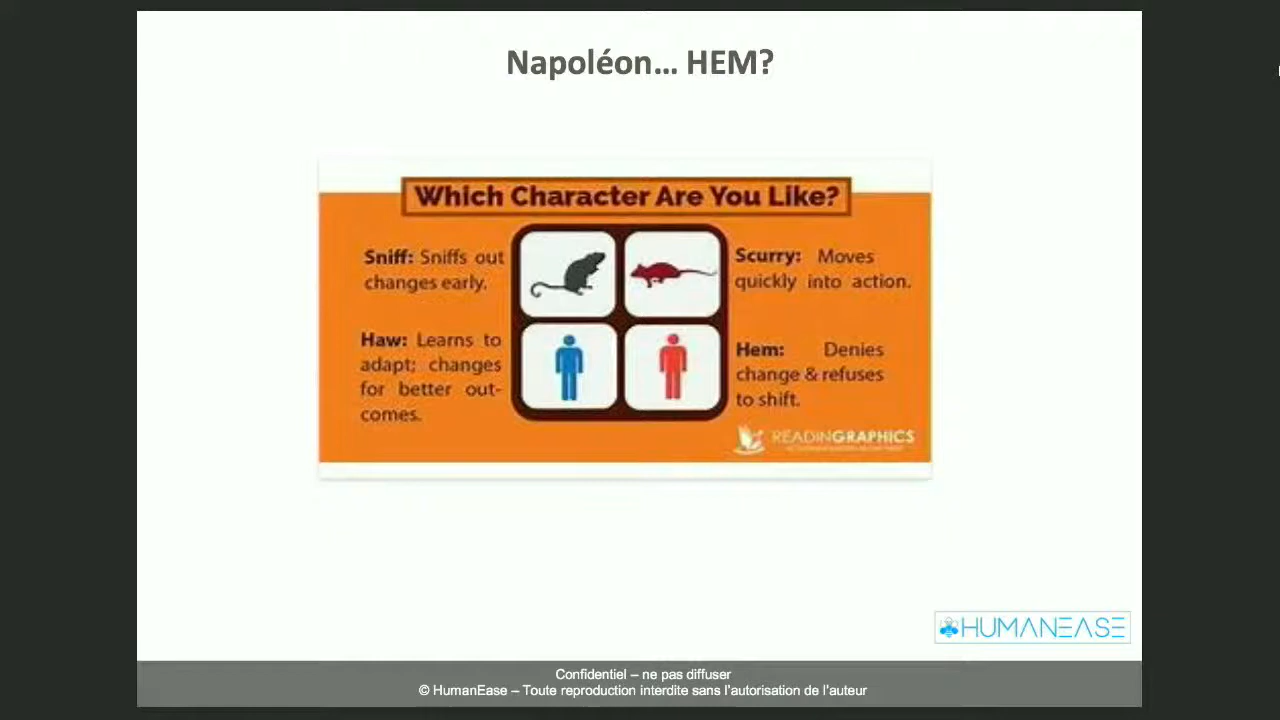 Napoléon... HEM?
Which Character Are You Like?
Sniff: Sniffs out
changes early.
Scurry: Moves
quickly into action.
Haw: Learns to
adapt; changes
for better out-
comes.
Hem: Denies
change & refuses
to shift.
READINGRAPHICS
HUMANEASE
Confidentiel – ne pas diffuser
© HumanEase – Toute reproduction interdite sans l'autorisation de l'auteur